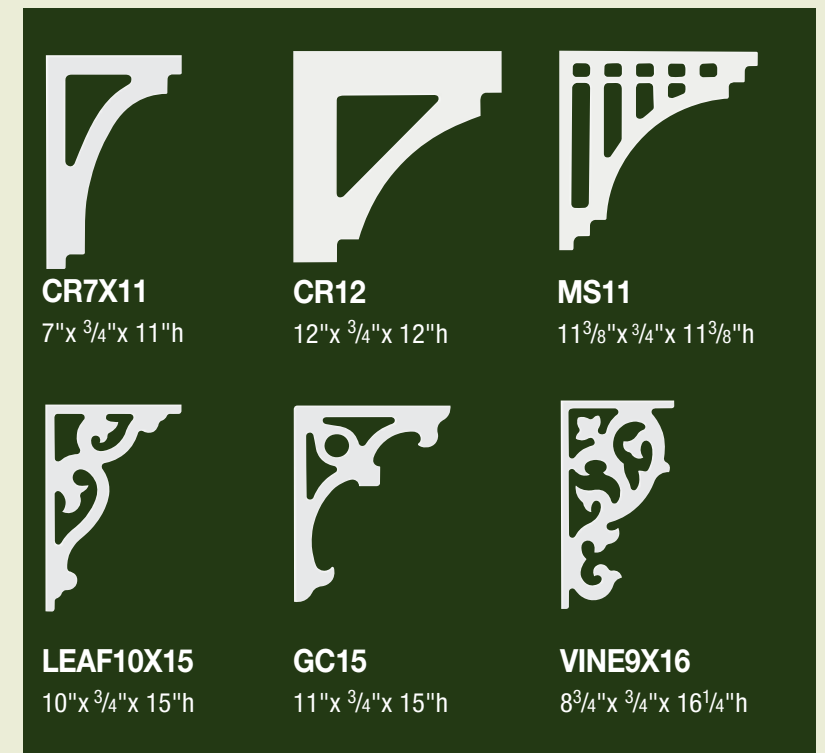 CR7X11
7"x 3/4"x 11"h
CR12
12"x 3/4"x 12"h
MS11
11 3/8"x 3/4"x 11 3/8"h
LEAF10X15
10"x 3/4"x 15"h
GC15
11"x 3/4"x 15"h
VINE9X16
8 3/4"x 3/4"x 16 1/4"h